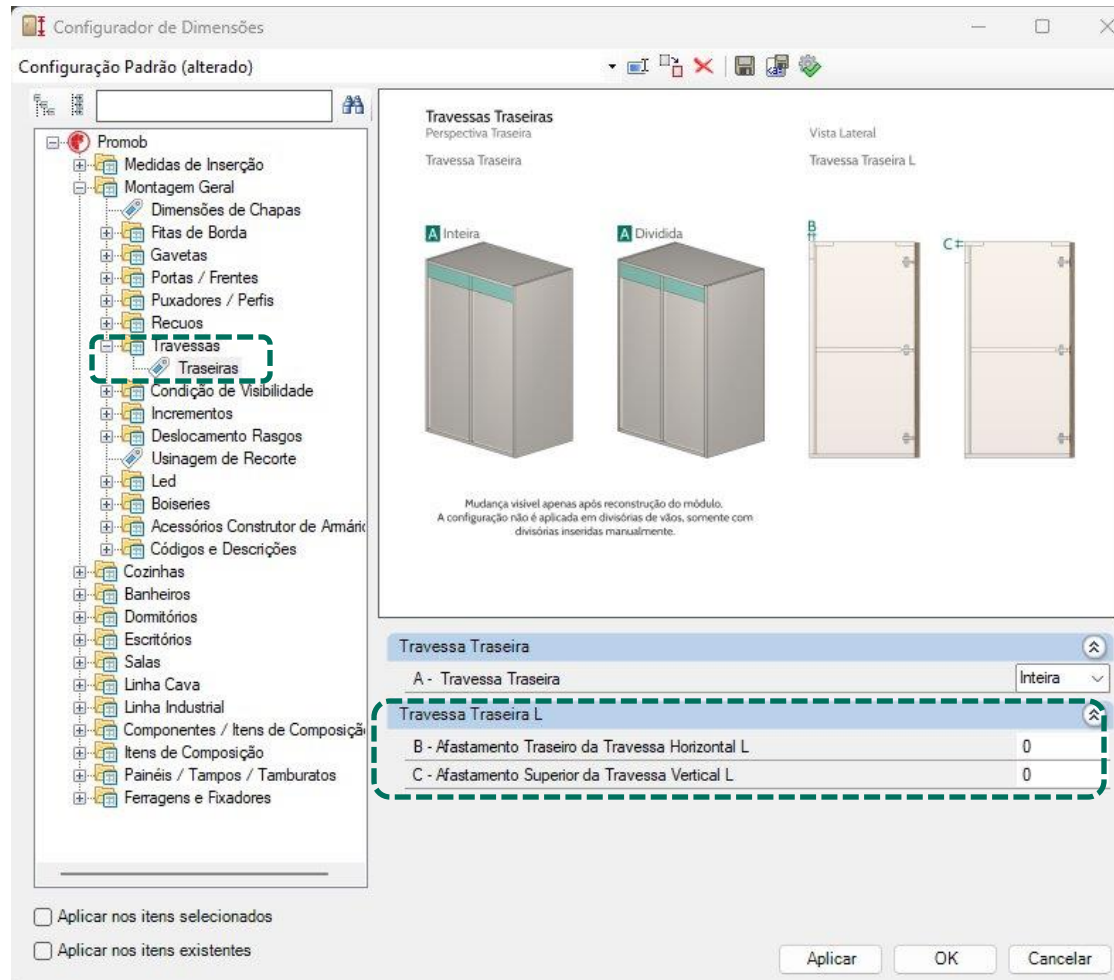 Configurador de Dimensões
Configuração Padrão (alterado)
Promob
Medidas de Inserção
Montagem Geral
Dimensões de Chapas
Fitas de Borda
Gavetas
Portas / Frentes
Puxadores / Perfis
Recuos
Travessas
Traseiras
Condição de Visibilidade
Incrementos
Deslocamento Rasgos
Usinagem de Recorte
Led
Boiseries
Acessórios Construtor de Armário
Códigos e Descrições
Cozinhas
Banheiros
Dormitórios
Escritórios
Salas
Linha Cava
Linha Industrial
Componentes / Itens de Composiçã
Itens de Composição
Painéis / Tampos / Tamburatos
Ferragens e Fixadores
Travessas Traseiras
Perspectiva Traseira Vista Lateral
Travessa Traseira Travessa Traseira L
A Inteira A Dividida B C
Mudança visível apenas após reconstrução do módulo.
A configuração não é aplicada em divisórias de vãos, somente com
divisórias inseridas manualmente.
Travessa Traseira
A - Travessa Traseira Inteira
Travessa Traseira L
B - Afastamento Traseiro da Travessa Horizontal L 0
C - Afastamento Superior da Travessa Vertical L 0
Aplicar nos itens selecionados
Aplicar nos itens existentes
Aplicar OK Cancelar